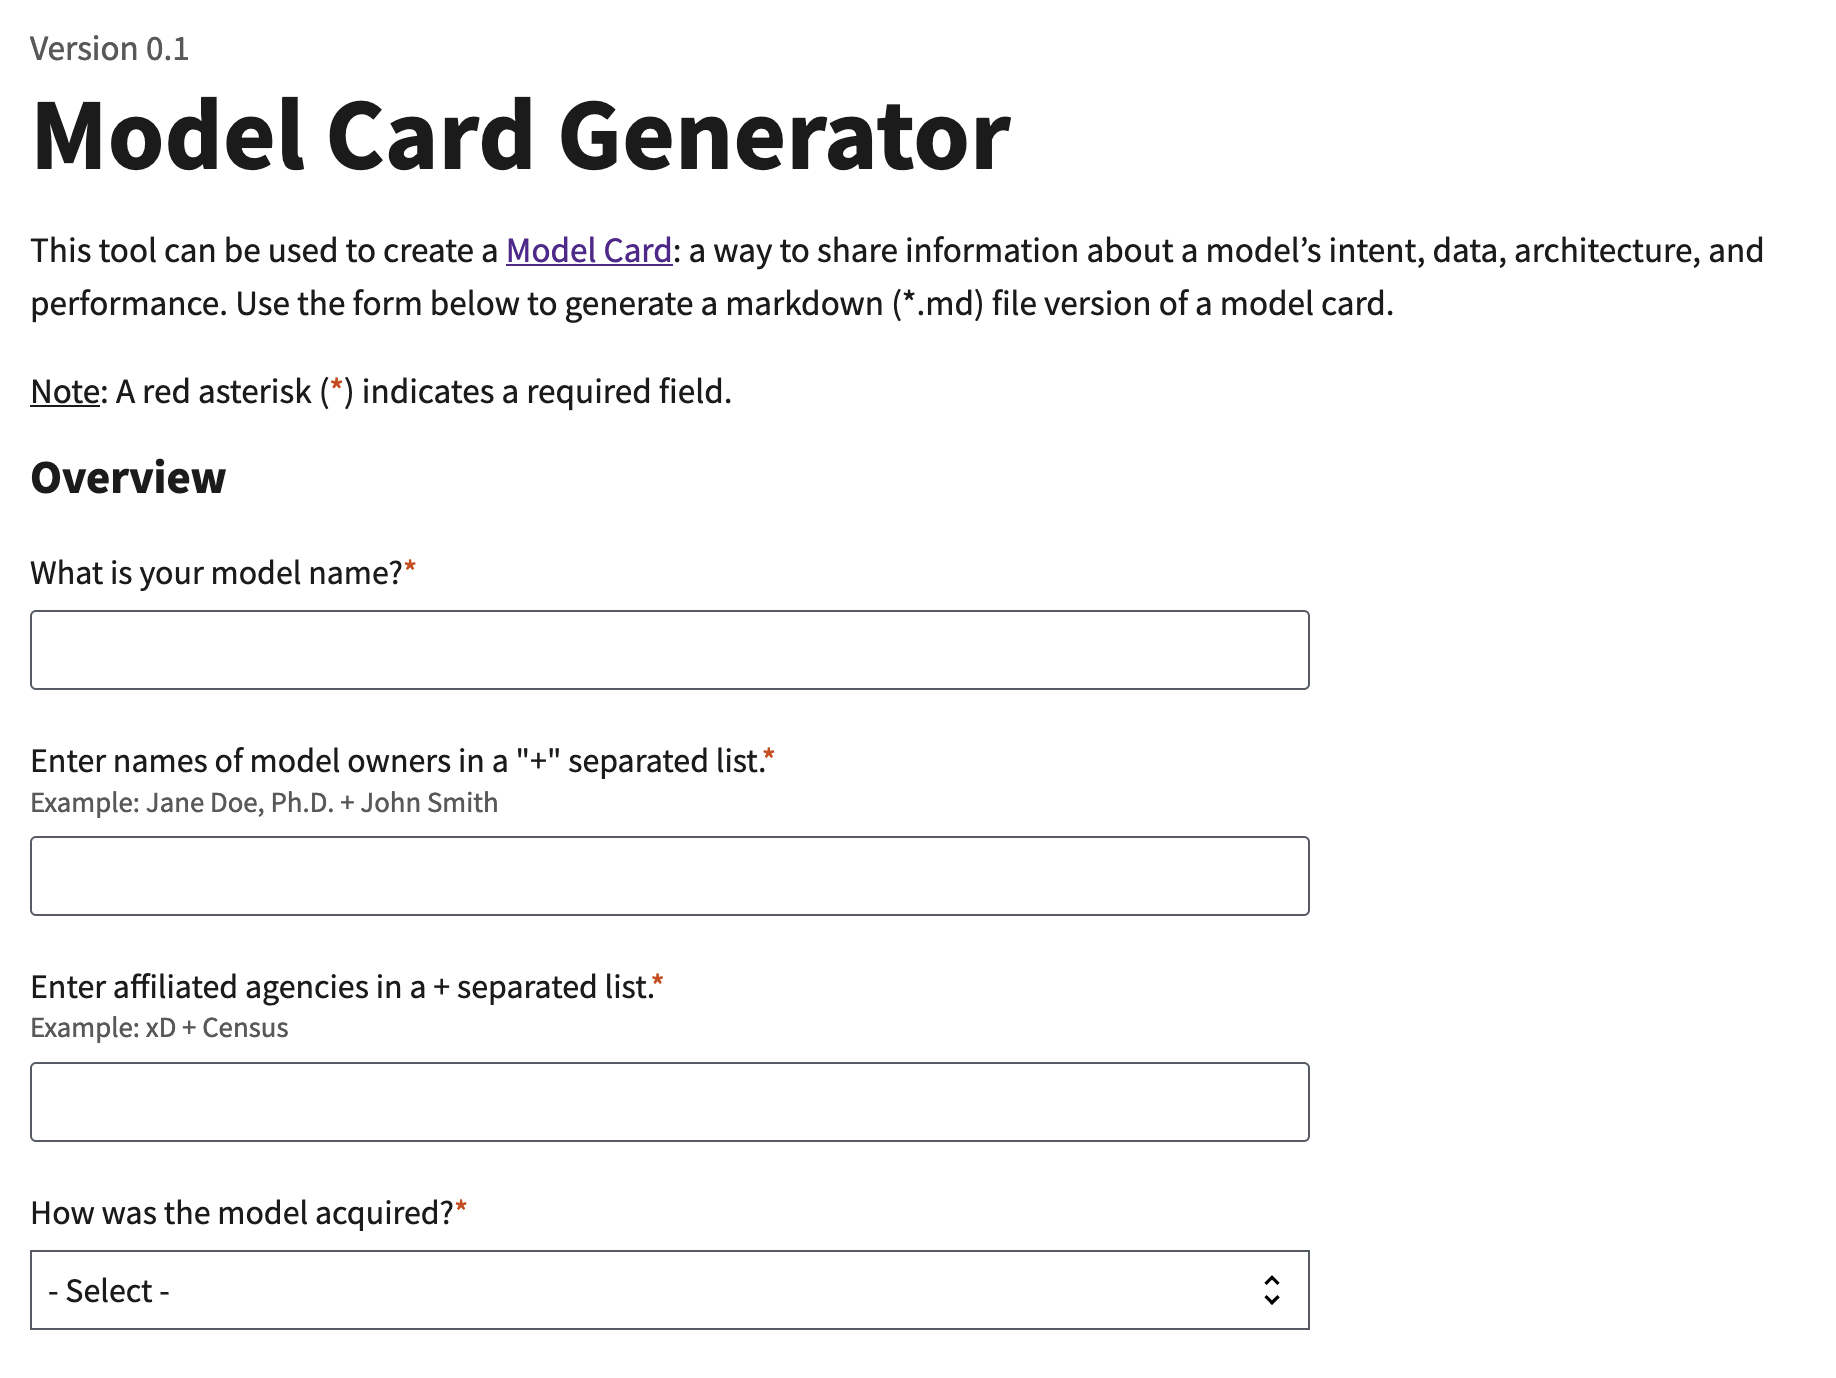 Version 0.1
Model Card Generator
This tool can be used to create a Model Card: a way to share information about a model’s intent, data, architecture, and
performance. Use the form below to generate a markdown (*.md) file version of a model card.
Note: A red asterisk (*) indicates a required field.
Overview
What is your model name?*
Enter names of model owners in a "+" separated list.*
Example: Jane Doe, Ph.D. + John Smith
Enter affiliated agencies in a + separated list.*
Example: xD + Census
How was the model acquired?*
- Select -